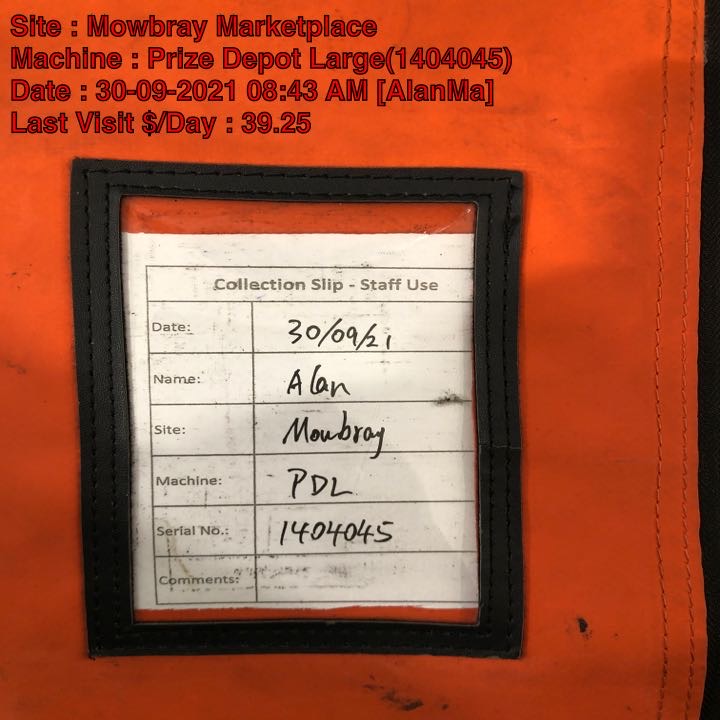 Site : Mowbray Marketplace
Machine : Prize Depot Large(1404045)
Date : 30-09-2021 08:43 AM [AlanMa]
Last Visit $/Day : 39.25
Collection Slip - Staff Use
Date: 30/09/21
Name: Alan
Site: Mowbray
Machine: PDL
Serial No.: 1404045
Comments: